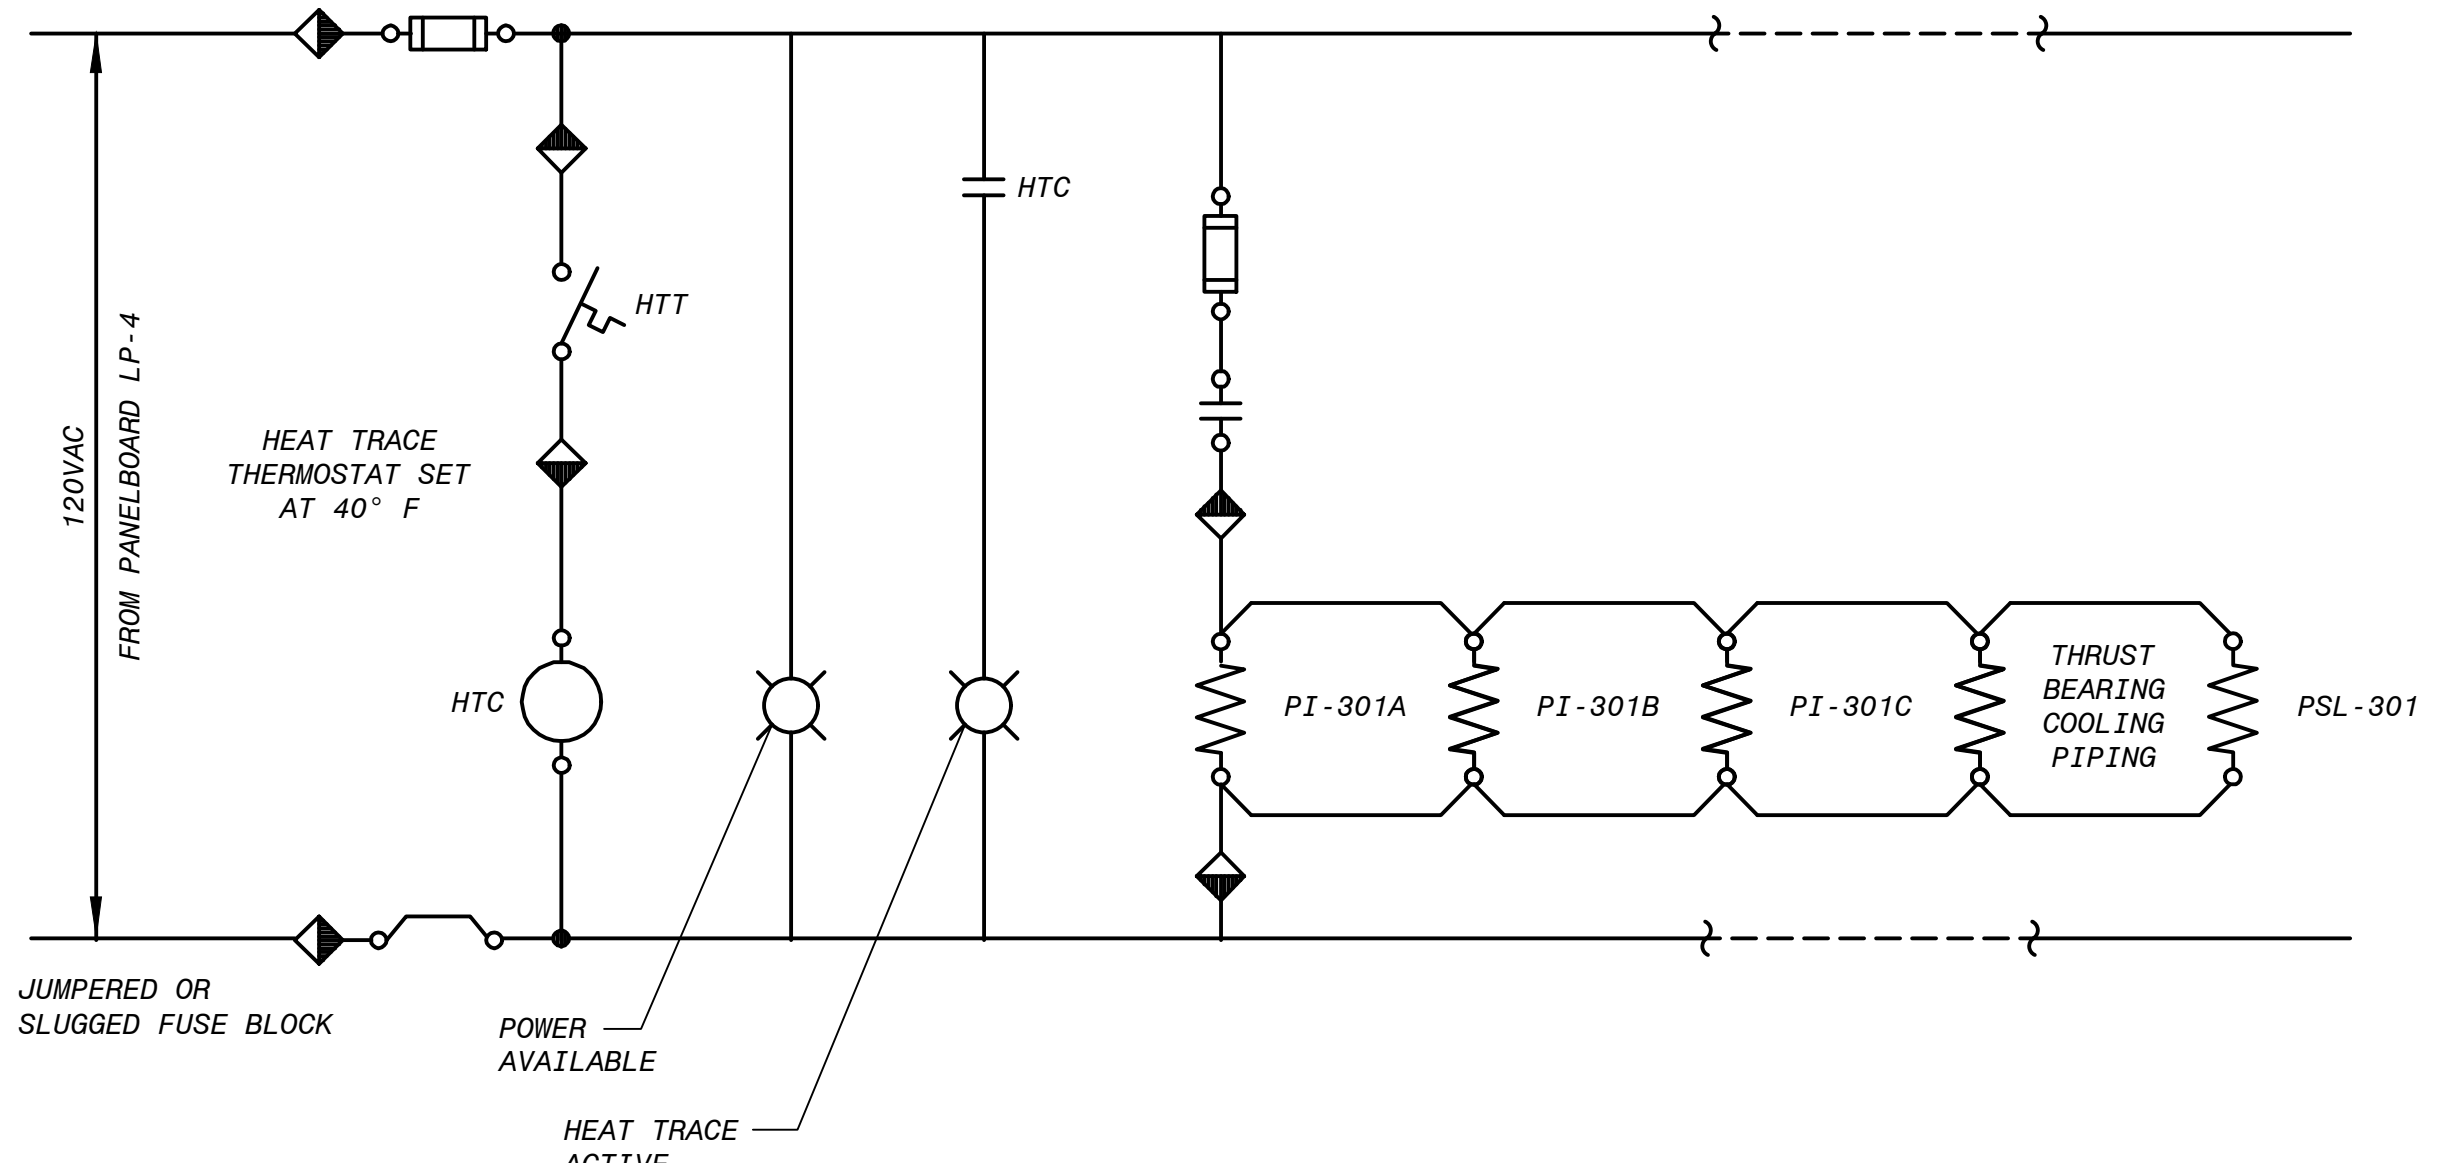 120VAC
FROM PANELBOARD LP-4
HEAT TRACE
THERMOSTAT SET
AT 40° F
HTT
HTC
HTC
PI-301A
PI-301B
PI-301C
THRUST
BEARING
COOLING
PIPING
PSL-301
JUMPERED OR
SLUGGED FUSE BLOCK
POWER
AVAILABLE
HEAT TRACE
ACTIVE